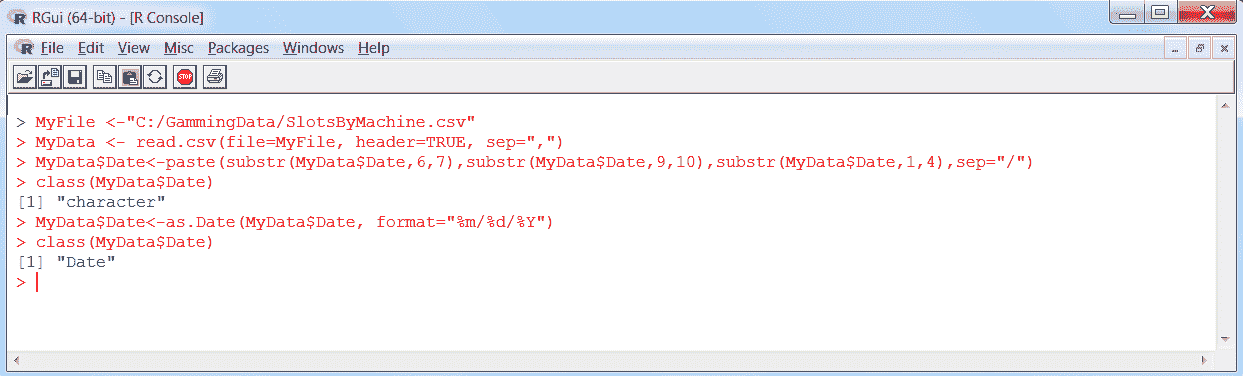 RGui (64-bit) - [R Console]
File Edit View Misc Packages Windows Help
STOP
> MyFile <-"C:/GammingData/SlotsByMachine.csv"
> MyData <- read.csv(file=MyFile, header=TRUE, sep=",")
> MyData$Date<-paste(substr(MyData$Date,6,7),substr(MyData$Date,9,10),substr(MyData$Date,1,4),sep="/")
> class(MyData$Date)
[1] "character"
> MyData$Date<-as.Date(MyData$Date, format="%m/%d/%Y")
> class(MyData$Date)
[1] "Date"
>